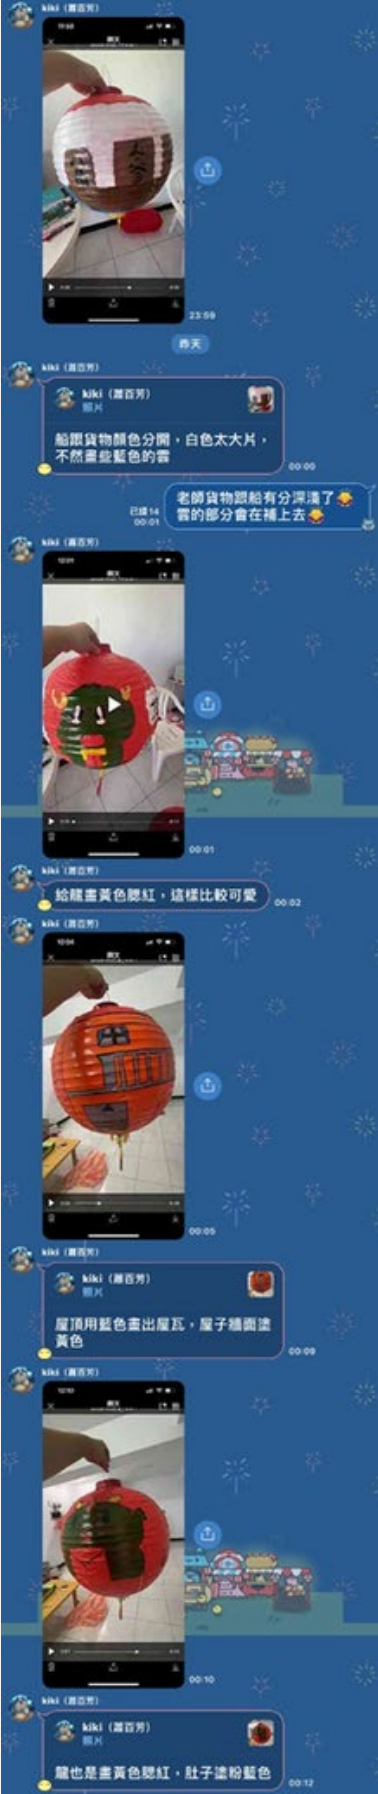 kiki（蕭百芳）
23:59
昨天
kiki（蕭百芳）
kiki（蕭百芳）
照片
船跟貨物顏色分開，白色太大片，
不然畫些藍色的雲
00:00
老師貨物跟船有分深淺了
雲的部分會在補上去
已讀 14
00:01
kiki（蕭百芳）
00:01
kiki（蕭百芳）
給龍畫黃色腮紅，這樣比較可愛
00:02
kiki（蕭百芳）
00:05
kiki（蕭百芳）
kiki（蕭百芳）
照片
屋頂用藍色畫出屋瓦，屋子牆面塗
黃色
00:09
kiki（蕭百芳）
00:10
kiki（蕭百芳）
kiki（蕭百芳）
照片
龍也是畫黃色腮紅，肚子塗粉藍色
00:12